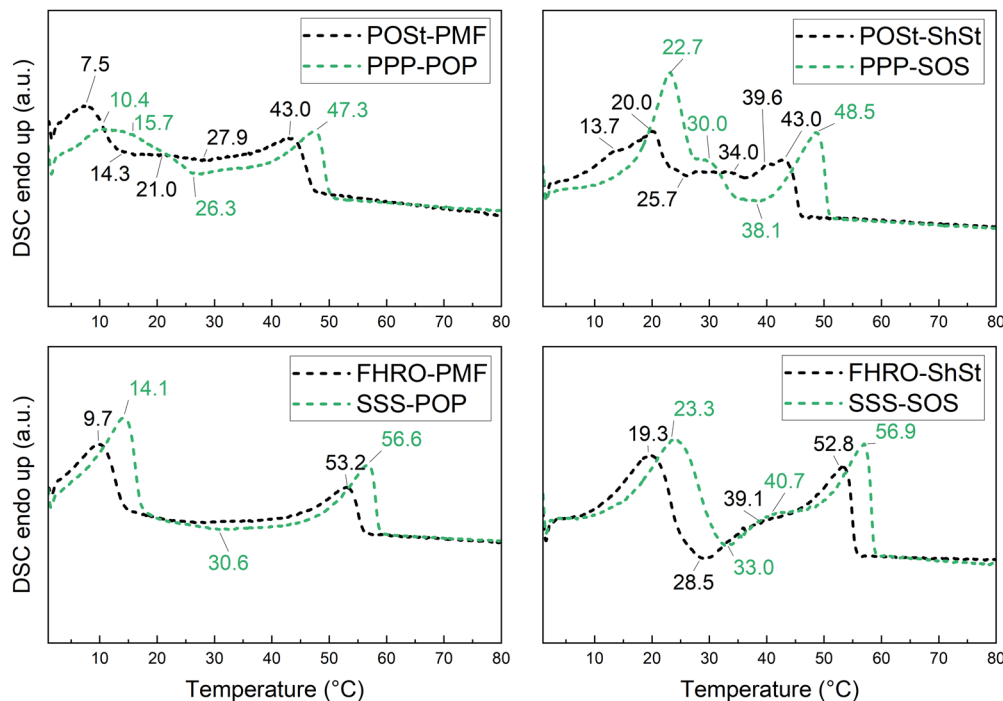 DSC endo up (a.u.)
POSt-PMF
PPP-POP
7.5
10.4
15.7
14.3
21.0
27.9
26.3
43.0
47.3
10 20 30 40 50 60 70 80
POSt-ShSt
PPP-SOS
DSC endo up (a.u.)
22.7
20.0
13.7
30.0
39.6
43.0
48.5
34.0
25.7
38.1
10 20 30 40 50 60 70 80
DSC endo up (a.u.)
FHRO-PMF
SSS-POP
14.1
9.7
56.6
53.2
30.6
10 20 30 40 50 60 70 80
Temperature (°C)
DSC endo up (a.u.)
FHRO-ShSt
SSS-SOS
23.3
19.3
52.8
56.9
39.1
40.7
28.5
33.0
10 20 30 40 50 60 70 80
Temperature (°C)